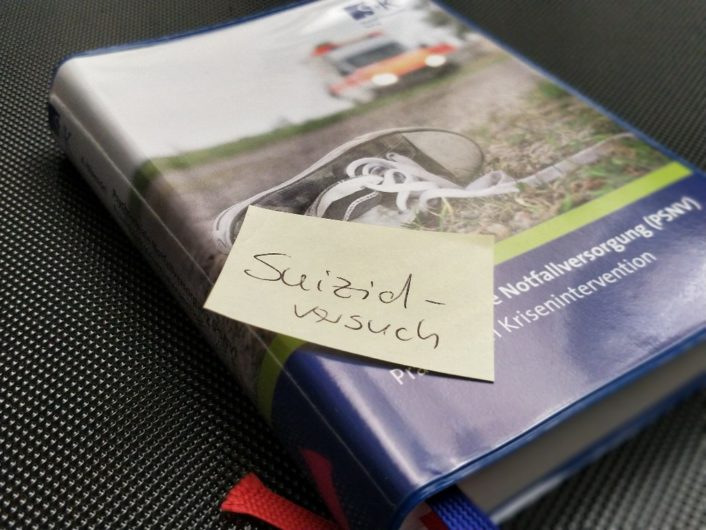 Suizid-
versuch
e Notfallversorgung (PSNV)
Krisenintervention